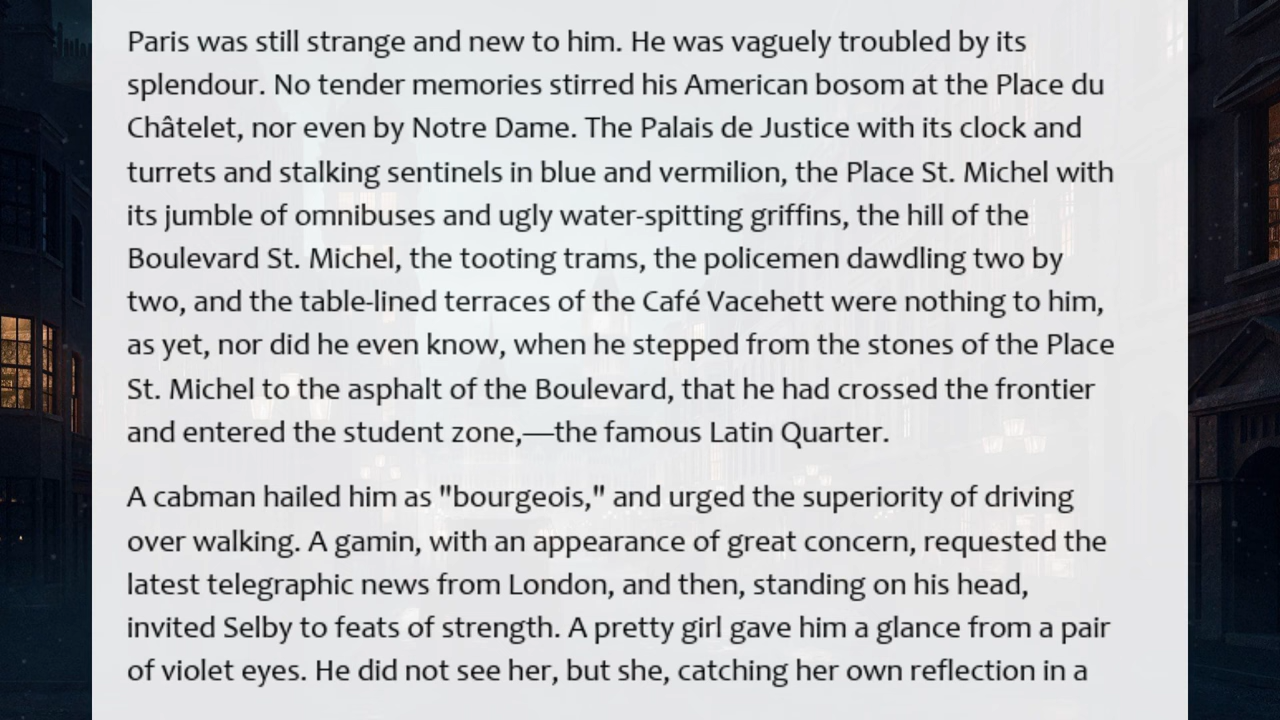 Paris was still strange and new to him. He was vaguely troubled by its
splendour. No tender memories stirred his American bosom at the Place du
Châtelet, nor even by Notre Dame. The Palais de Justice with its clock and
turrets and stalking sentinels in blue and vermilion, the Place St. Michel with
its jumble of omnibuses and ugly water-spitting griffins, the hill of the
Boulevard St. Michel, the tooting trams, the policemen dawdling two by
two, and the table-lined terraces of the Café Vacehett were nothing to him,
as yet, nor did he even know, when he stepped from the stones of the Place
St. Michel to the asphalt of the Boulevard, that he had crossed the frontier
and entered the student zone,—the famous Latin Quarter.
A cabman hailed him as "bourgeois," and urged the superiority of driving
over walking. A gamin, with an appearance of great concern, requested the
latest telegraphic news from London, and then, standing on his head,
invited Selby to feats of strength. A pretty girl gave him a glance from a pair
of violet eyes. He did not see her, but she, catching her own reflection in a